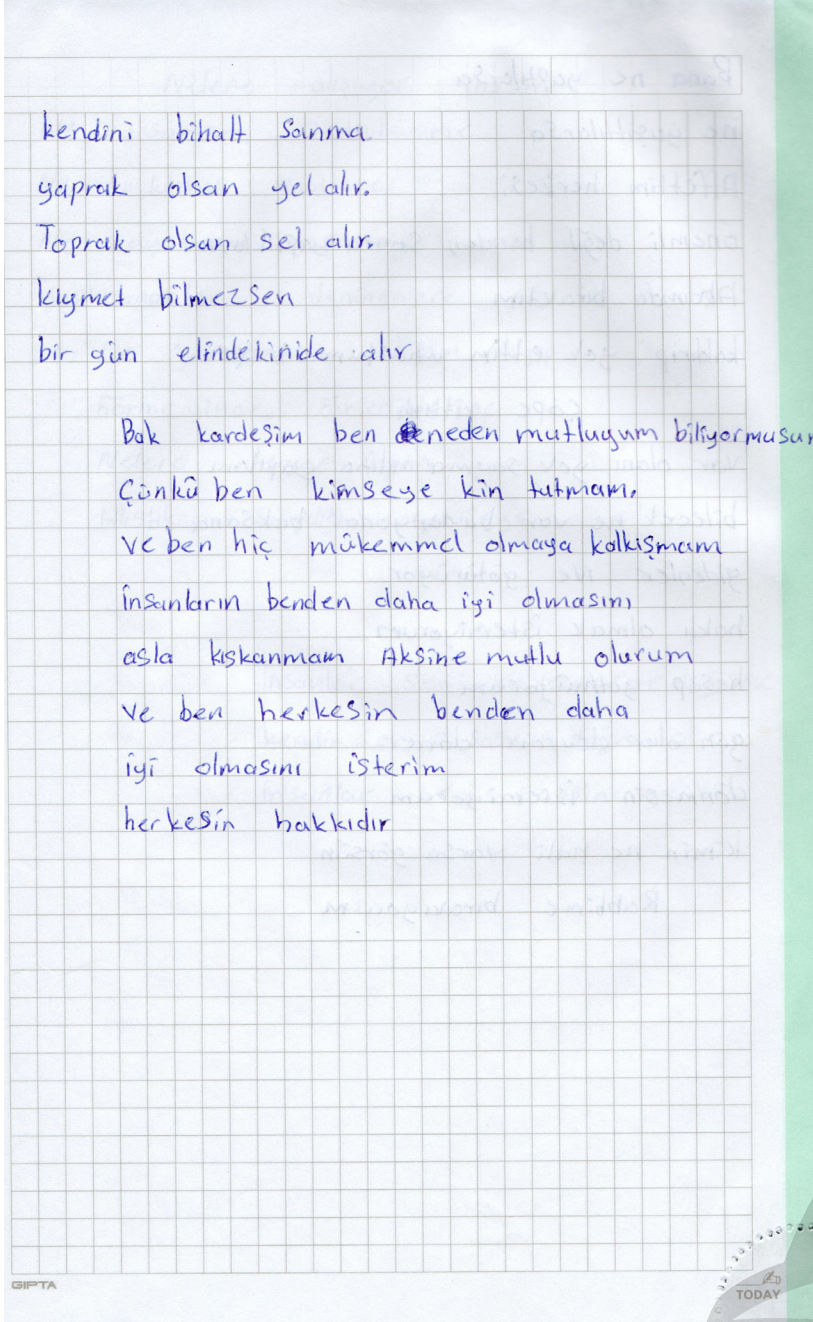 kendini bihalt sanma
yaprak olsan yel alır.
Toprak olsan sel alır.
kıymet bilmezsen
bir gün elindekinide alır
Bak kardeşim ben neden mutluyum biliyormusun
Çünkü ben kimseye kin tutmam.
ve ben hiç mükemmel olmaya kalkışmam
insanların benden daha iyi olmasını
asla kıskanmam Aksine mutlu olurum
ve ben herkesin benden daha
iyi olmasını isterim
herkesin hakkıdır
GIPTA
TODAY